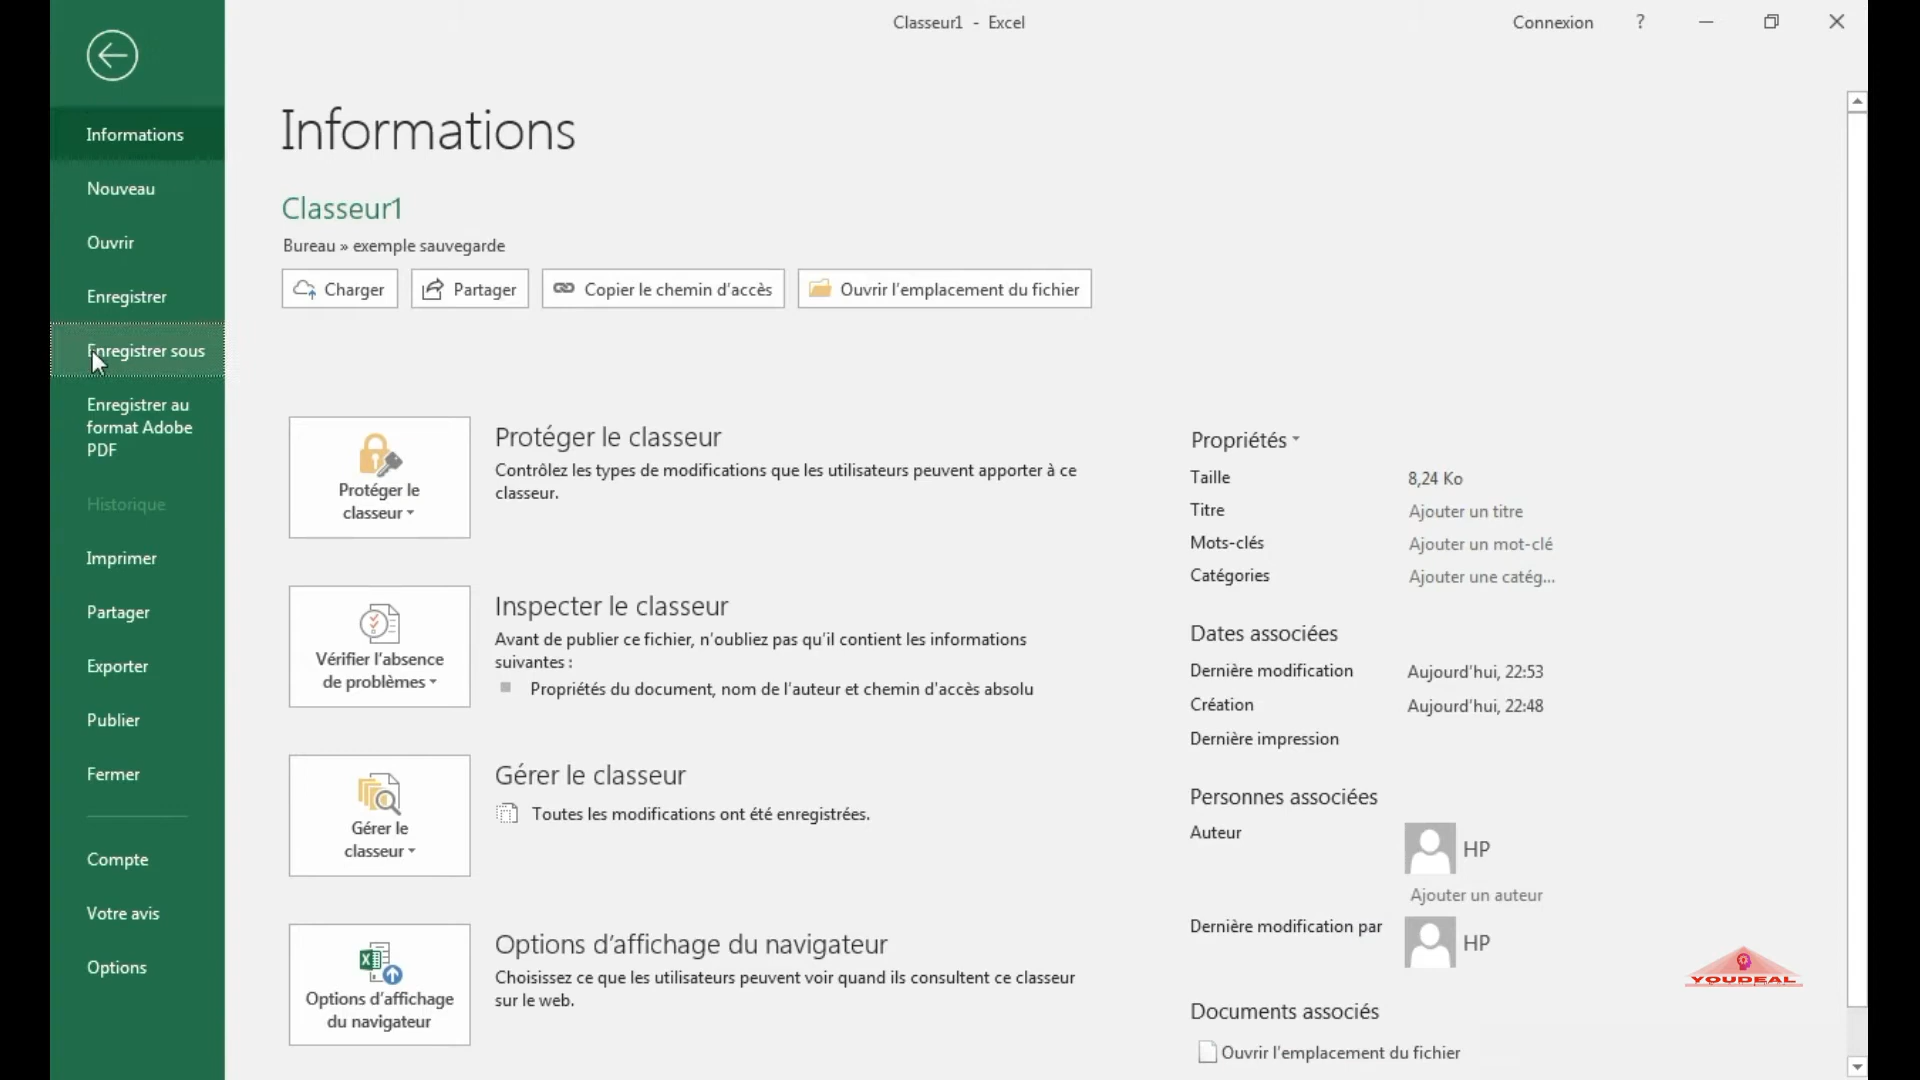 Classeur1 - Excel
Connexion
?
Informations
Nouveau
Ouvrir
Enregistrer
Enregistrer sous
Enregistrer au
format Adobe
PDF
Historique
Imprimer
Partager
Exporter
Publier
Fermer
Compte
Votre avis
Options
Informations
Classeur1
Bureau » exemple sauvegarde
Charger
Partager
Copier le chemin d'accès
Ouvrir l'emplacement du fichier
Protéger le
classeur
Protéger le classeur
Contrôlez les types de modifications que les utilisateurs peuvent apporter à ce
classeur.
Vérifier l'absence
de problèmes
Inspecter le classeur
Avant de publier ce fichier, n'oubliez pas qu'il contient les informations
suivantes :
Propriétés du document, nom de l'auteur et chemin d'accès absolu
Gérer le
classeur
Gérer le classeur
Toutes les modifications ont été enregistrées.
Options d'affichage
du navigateur
Options d'affichage du navigateur
Choisissez ce que les utilisateurs peuvent voir quand ils consultent ce classeur
sur le web.
Propriétés
Taille 8,24 Ko
Titre Ajouter un titre
Mots-clés Ajouter un mot-clé
Catégories Ajouter une catég...
Dates associées
Dernière modification Aujourd'hui, 22:53
Création Aujourd'hui, 22:48
Dernière impression
Personnes associées
Auteur HP
Ajouter un auteur
Dernière modification par HP
YOUDEAL
Documents associés
Ouvrir l'emplacement du fichier